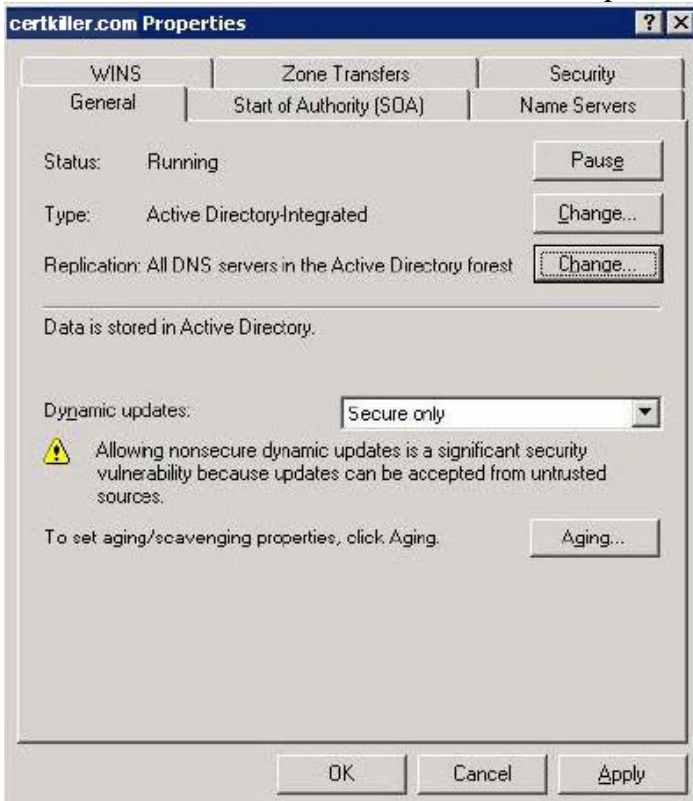 certkiller.com Properties
? X
WINS Zone Transfers Security
General Start of Authority (SOA) Name Servers
Status: Running Pause
Type: Active Directory-Integrated Change...
Replication: All DNS servers in the Active Directory forest Change...
Data is stored in Active Directory.
Dynamic updates: Secure only
Allowing nonsecure dynamic updates is a significant security
vulnerability because updates can be accepted from untrusted
sources.
To set aging/scavenging properties, click Aging. Aging...
OK Cancel Apply